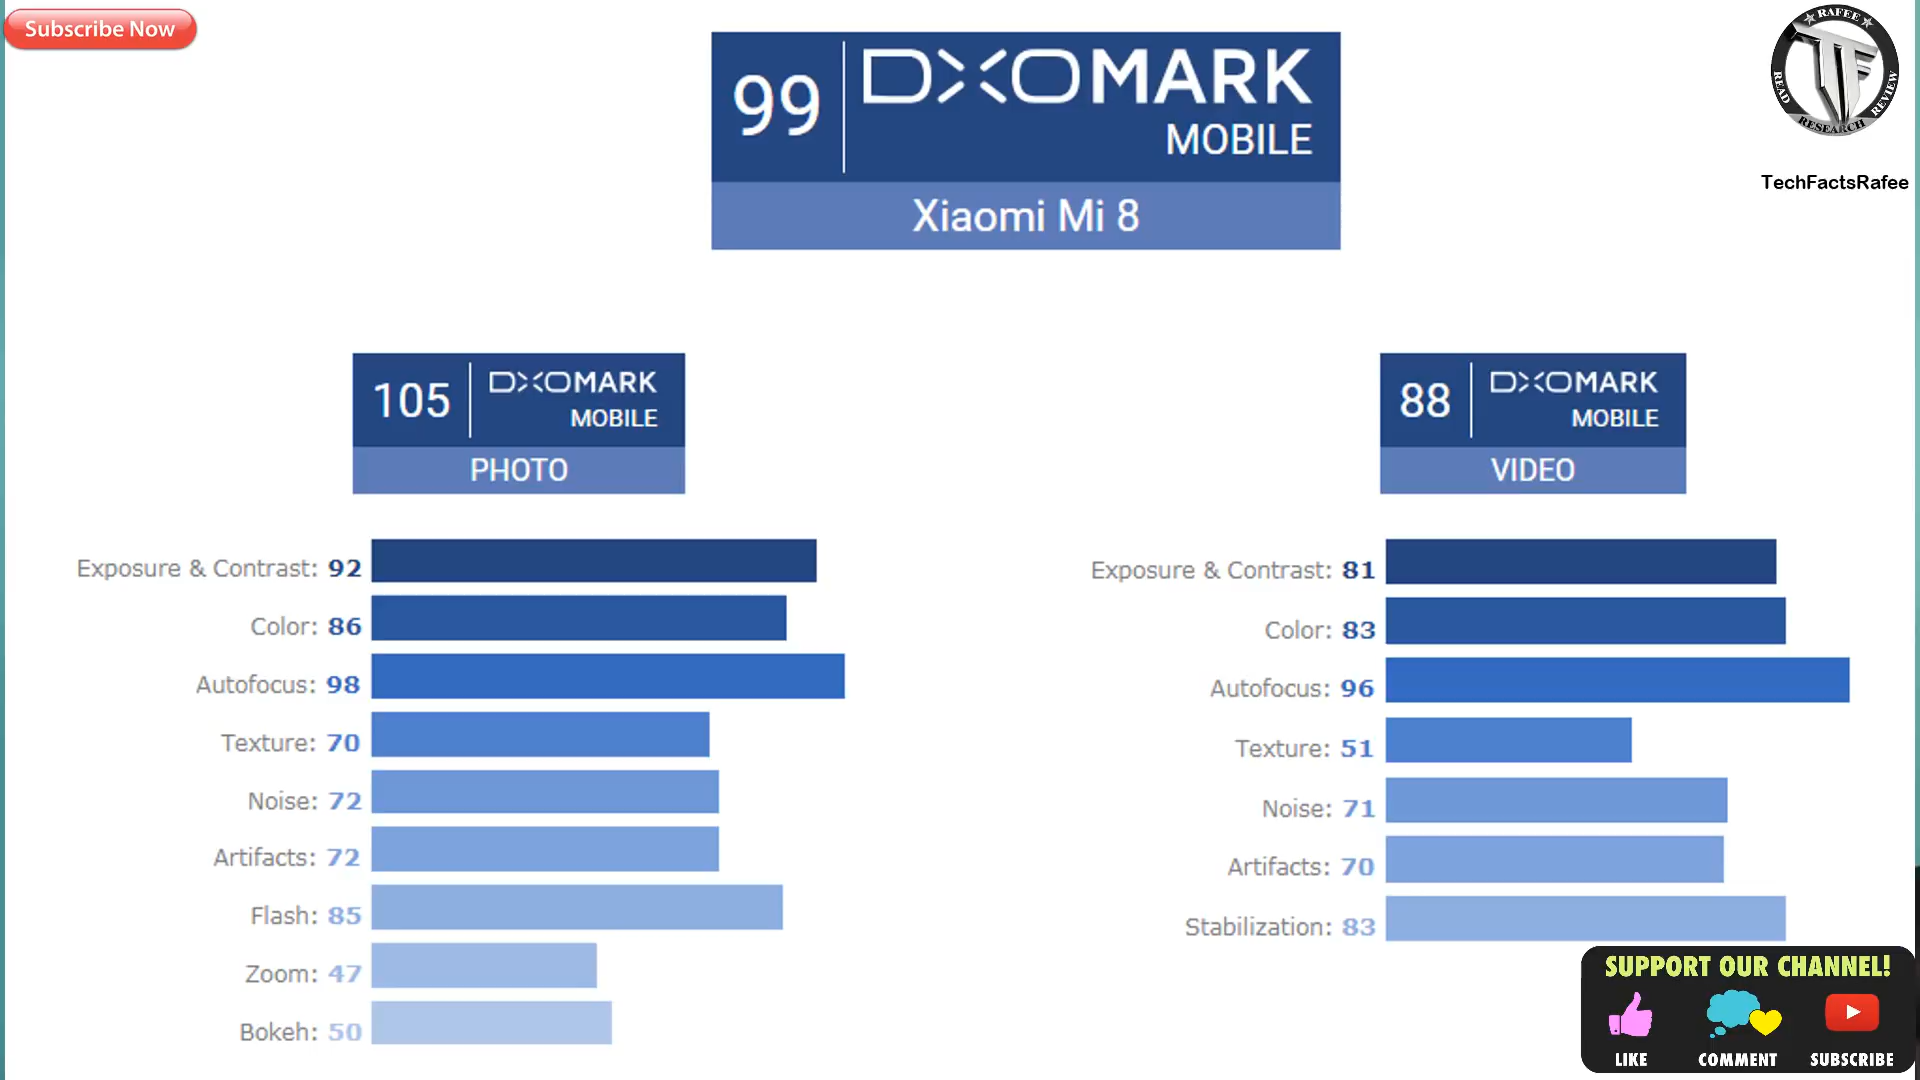 Subscribe Now
99
DXOMARK
MOBILE
Xiaomi Mi 8
RAFEE
READ
RESEARCH
REVIEW
TechFactsRafee
105
DXOMARK
MOBILE
PHOTO
Exposure & Contrast: 92
Color: 86
Autofocus: 98
Texture: 70
Noise: 72
Artifacts: 72
Flash: 85
Zoom: 47
Bokeh: 50
88
DXOMARK
MOBILE
VIDEO
Exposure & Contrast: 81
Color: 83
Autofocus: 96
Texture: 51
Noise: 71
Artifacts: 70
Stabilization: 83
SUPPORT OUR CHANNEL!
LIKE COMMENT SUBSCRIBE